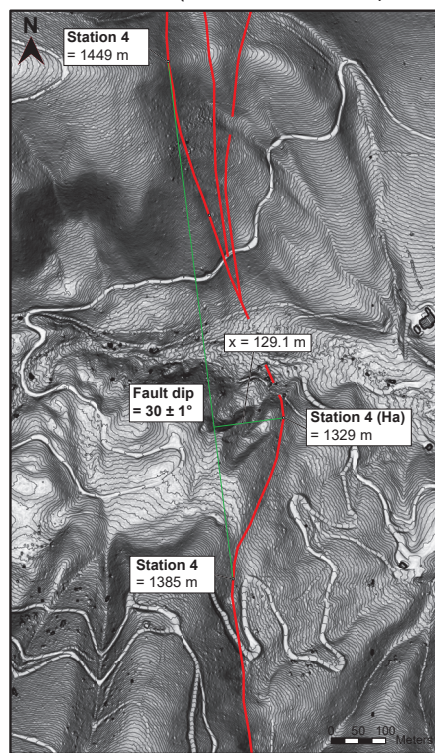 N
Station 4
= 1449 m
x = 129.1 m
Fault dip
= 30 ± 1°
Station 4 (Ha)
= 1329 m
Station 4
= 1385 m
0 50 100
Meters